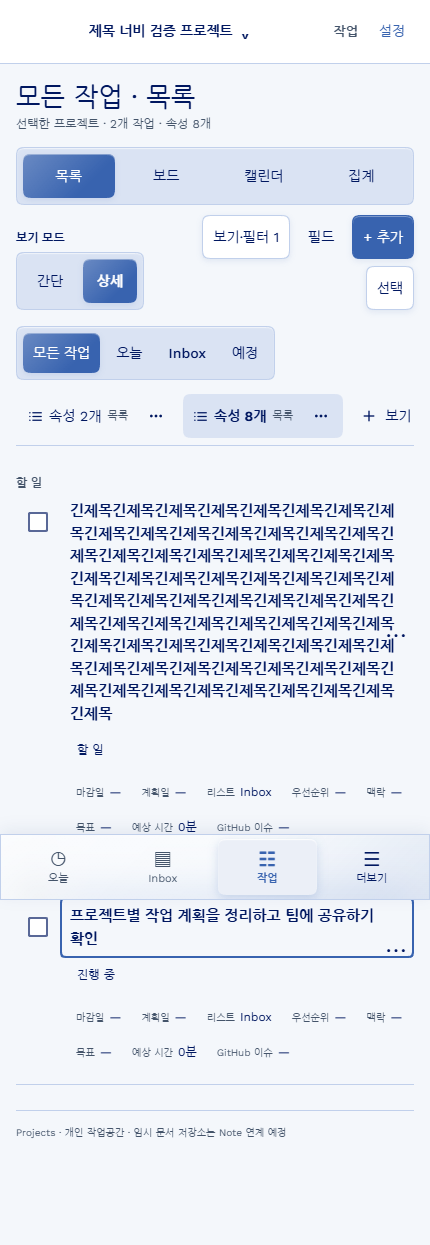 제목 너비 검증 프로젝트 작업 설정
모든 작업 · 목록
선택한 프로젝트 · 2개 작업 · 속성 8개
목록 보드 캘린더 집계
보기 모드 보기·필터 1 필드 + 추가
간단 상세 선택
모든 작업 오늘 Inbox 예정
속성 2개 목록 ··· 속성 8개 목록 ··· + 보기
할 일
긴제목긴제목긴제목긴제목긴제목긴제목긴제목긴제
목긴제목긴제목긴제목긴제목긴제목긴제목긴제목긴
제목긴제목긴제목긴제목긴제목긴제목긴제목긴제목
긴제목긴제목긴제목긴제목긴제목긴제목긴제목긴제
목긴제목긴제목긴제목긴제목긴제목긴제목긴제목긴
제목긴제목긴제목긴제목긴제목긴제목긴제목긴제목
긴제목긴제목긴제목긴제목긴제목긴제목긴제목긴제
목긴제목긴제목긴제목긴제목긴제목긴제목긴제목긴
제목긴제목긴제목긴제목긴제목긴제목긴제목긴제목
긴제목
...
할 일
마감일 — 계획일 — 리스트 Inbox 우선순위 — 맥락 —
목표 — 예상 시간 0분 GitHub 이슈 —
오늘 Inbox 작업 더보기
프로젝트별 작업 계획을 정리하고 팀에 공유하기
확인 ...
진행 중
마감일 — 계획일 — 리스트 Inbox 우선순위 — 맥락 —
목표 — 예상 시간 0분 GitHub 이슈 —
Projects · 개인 작업공간 · 임시 문서 저장소는 Note 연계 예정